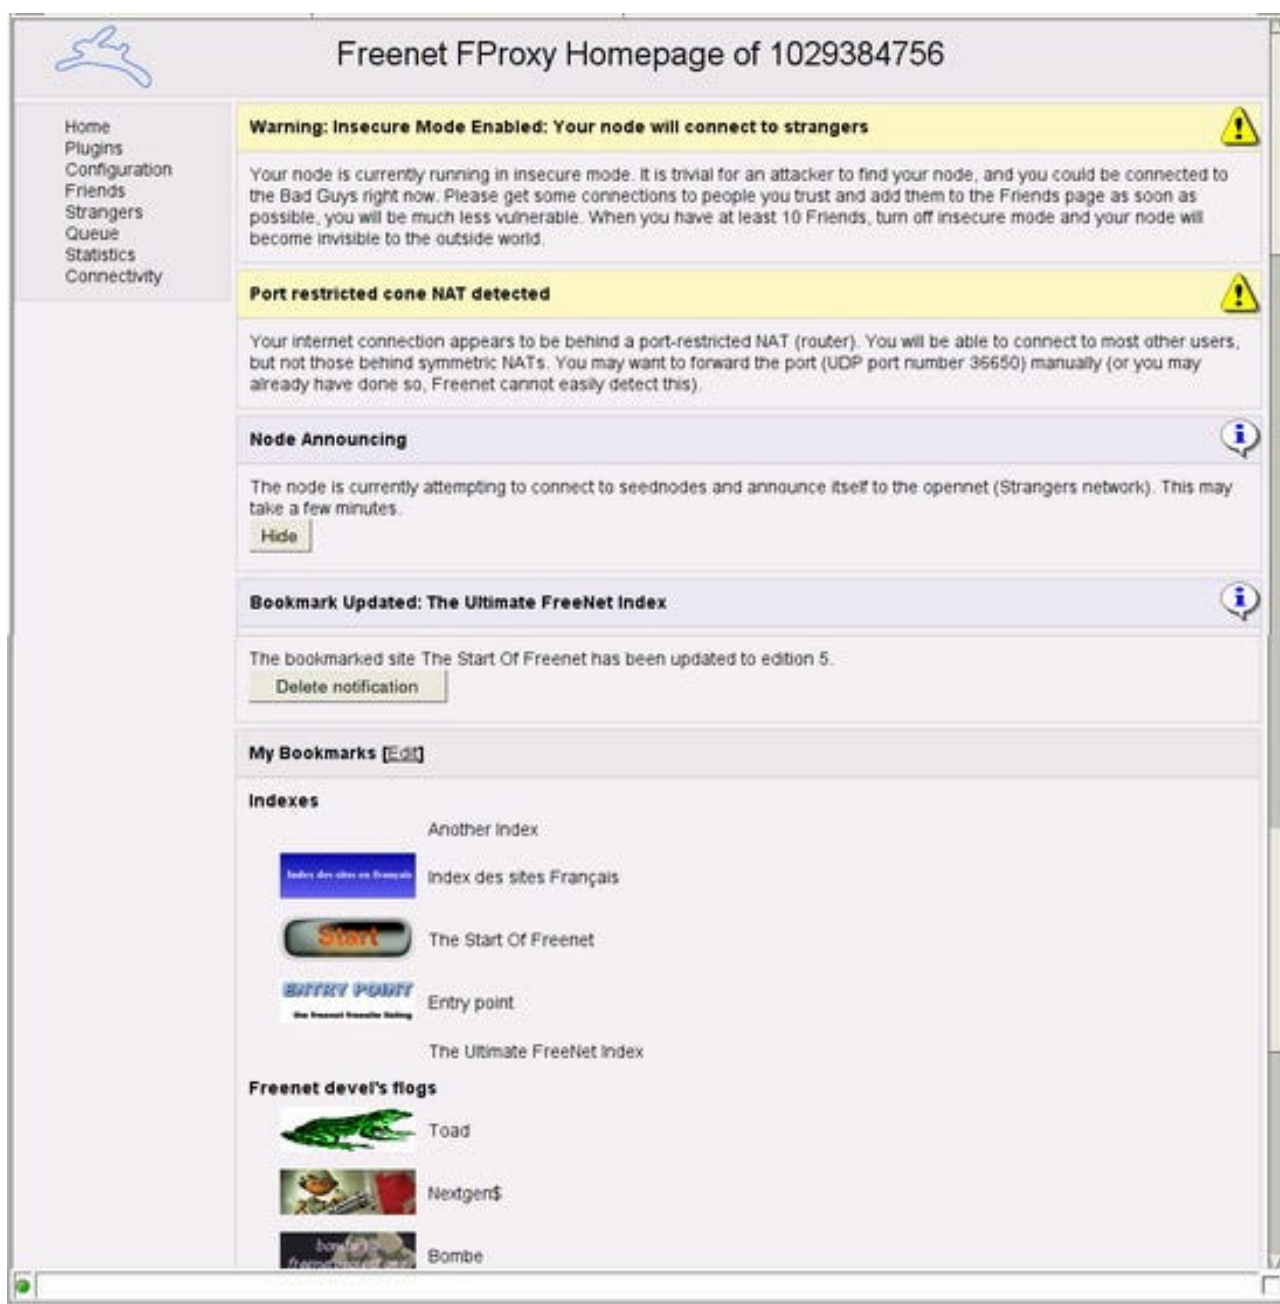 Freenet FProxy Homepage of 1029384756
Home
Plugins
Configuration
Friends
Strangers
Queue
Statistics
Connectivity
Warning: Insecure Mode Enabled: Your node will connect to strangers
Your node is currently running in insecure mode. It is trivial for an attacker to find your node, and you could be connected to
the Bad Guys right now. Please get some connections to people you trust and add them to the Friends page as soon as
possible, you will be much less vulnerable. When you have at least 10 Friends, turn off insecure mode and your node will
become invisible to the outside world.
Port restricted cone NAT detected
Your internet connection appears to be behind a port-restricted NAT (router). You will be able to connect to most other users,
but not those behind symmetric NATs. You may want to forward the port (UDP port number 36650) manually (or you may
already have done so, Freenet cannot easily detect this).
Node Announcing
The node is currently attempting to connect to seednodes and announce itself to the opennet (Strangers network). This may
take a few minutes.
Hide
Bookmark Updated: The Ultimate FreeNet Index
The bookmarked site The Start Of Freenet has been updated to edition 5.
Delete notification
My Bookmarks [Edit]
Indexes
Another Index
Index des sites en français
Index des sites Français
Start
The Start Of Freenet
ENTRY POINT
the freenet freesite listing
Entry point
The Ultimate FreeNet Index
Freenet devel's flogs
Toad
Nextgen$
Bombe